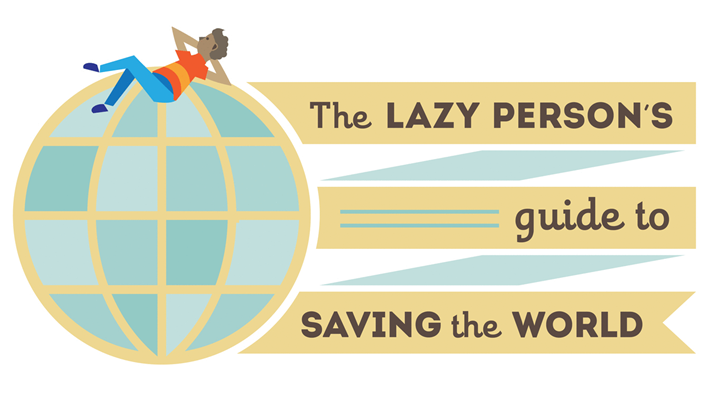 The LAZY PERSON'S
guide to
SAVING the WORLD